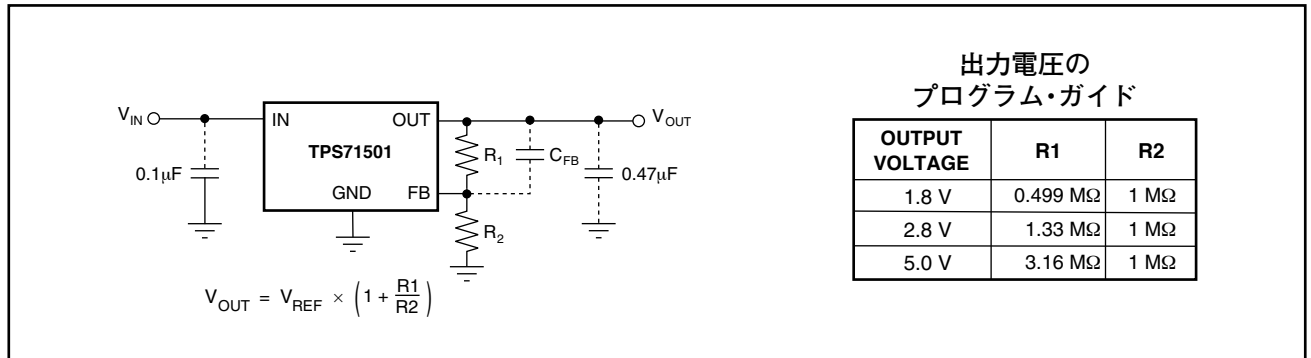 V_IN
IN
OUT
V_OUT
TPS71501
R_1
C_FB
0.1μF
0.47μF
GND
FB
R_2
V_OUT = V_REF × (1 + R1/R2)
出力電圧の
プログラム・ガイド
OUTPUT VOLTAGE R1 R2
1.8 V 0.499 MΩ 1 MΩ
2.8 V 1.33 MΩ 1 MΩ
5.0 V 3.16 MΩ 1 MΩ